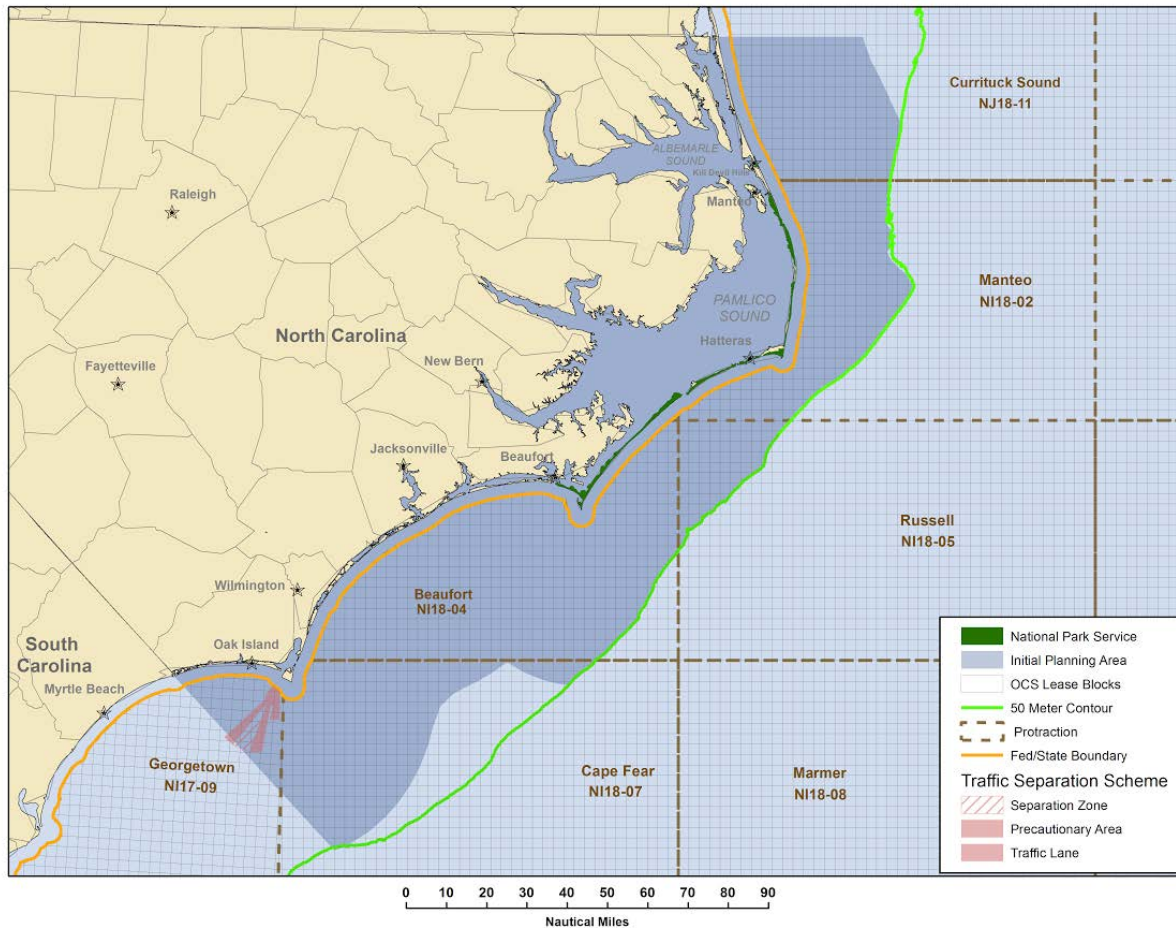 Currituck Sound
NJ18-11
ALBEMARLE
SOUND
Kill Devil Hills
Raleigh
Manteo
Manteo
NI18-02
PAMLICO
SOUND
North Carolina
Hatteras
Fayetteville
New Bern
Jacksonville
Beaufort
Russell
NI18-05
Wilmington
Beaufort
NI18-04
Oak Island
South
Carolina
Myrtle Beach
Georgetown
NI17-09
Cape Fear
NI18-07
Marmer
NI18-08
National Park Service
Initial Planning Area
OCS Lease Blocks
50 Meter Contour
Protraction
Fed/State Boundary
Traffic Separation Scheme
Separation Zone
Precautionary Area
Traffic Lane
0 10 20 30 40 50 60 70 80 90
Nautical Miles